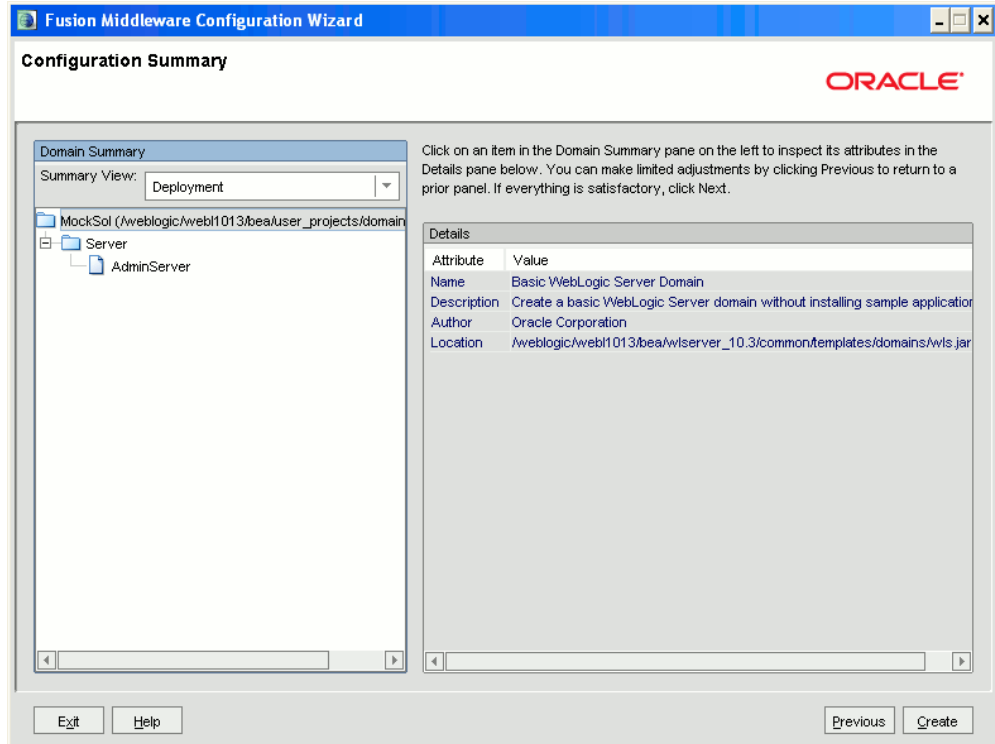 Fusion Middleware Configuration Wizard
Configuration Summary
ORACLE
Domain Summary
Summary View:
Deployment
MockSol (/weblogic/webl1013/bea/user_projects/domain
Server
AdminServer
Click on an item in the Domain Summary pane on the left to inspect its attributes in the
Details pane below. You can make limited adjustments by clicking Previous to return to a
prior panel. If everything is satisfactory, click Next.
Details
Attribute Value
Name Basic WebLogic Server Domain
Description Create a basic WebLogic Server domain without installing sample application
Author Oracle Corporation
Location /weblogic/webl1013/bea/wlserver_10.3/common/templates/domains/wls.jar
Exit Help Previous Create